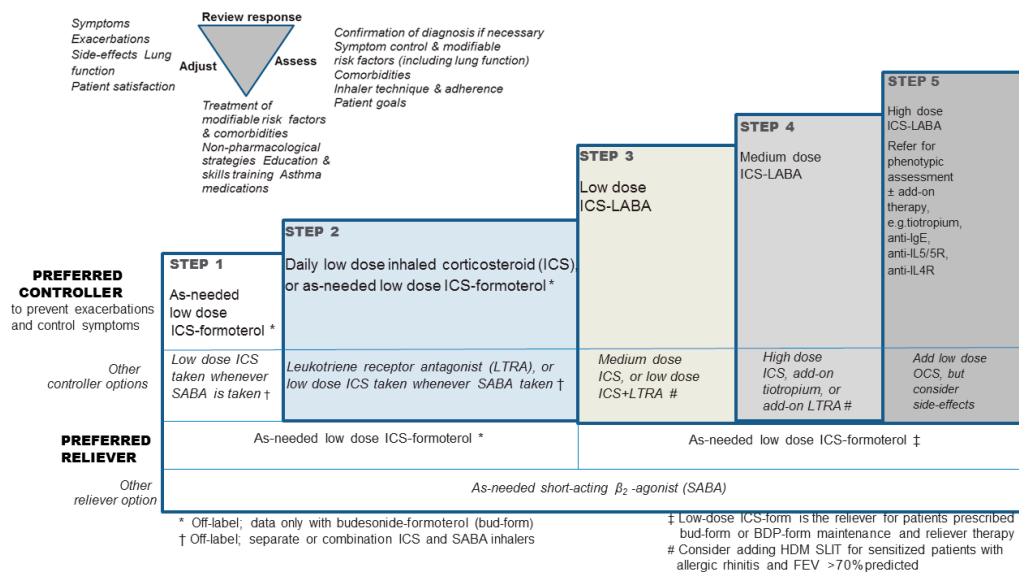 Review response
Symptoms
Exacerbations
Side-effects Lung
function
Patient satisfaction
Adjust
Assess
Confirmation of diagnosis if necessary
Symptom control & modifiable
risk factors (including lung function)
Comorbidities
Inhaler technique & adherence
Patient goals
Treatment of
modifiable risk factors
& comorbidities
Non-pharmacological
strategies Education &
skills training Asthma
medications
PREFERRED
CONTROLLER
to prevent exacerbations
and control symptoms
STEP 1
As-needed
low dose
ICS-formoterol *
STEP 2
Daily low dose inhaled corticosteroid (ICS),
or as-needed low dose ICS-formoterol *
STEP 3
Low dose
ICS-LABA
STEP 4
Medium dose
ICS-LABA
STEP 5
High dose
ICS-LABA
Refer for
phenotypic
assessment
± add-on
therapy,
e.g.tiotropium,
anti-IgE,
anti-IL5/5R,
anti-IL4R
Other
controller options
Low dose ICS
taken whenever
SABA is taken †
Leukotriene receptor antagonist (LTRA), or
low dose ICS taken whenever SABA taken †
Medium dose
ICS, or low dose
ICS+LTRA #
High dose
ICS, add-on
tiotropium, or
add-on LTRA #
Add low dose
OCS, but
consider
side-effects
PREFERRED
RELIEVER
As-needed low dose ICS-formoterol *
As-needed low dose ICS-formoterol ‡
Other
reliever option
As-needed short-acting β₂ -agonist (SABA)
* Off-label; data only with budesonide-formoterol (bud-form)
† Off-label; separate or combination ICS and SABA inhalers
‡ Low-dose ICS-form is the reliever for patients prescribed
bud-form or BDP-form maintenance and reliever therapy
# Consider adding HDM SLIT for sensitized patients with
allergic rhinitis and FEV >70% predicted